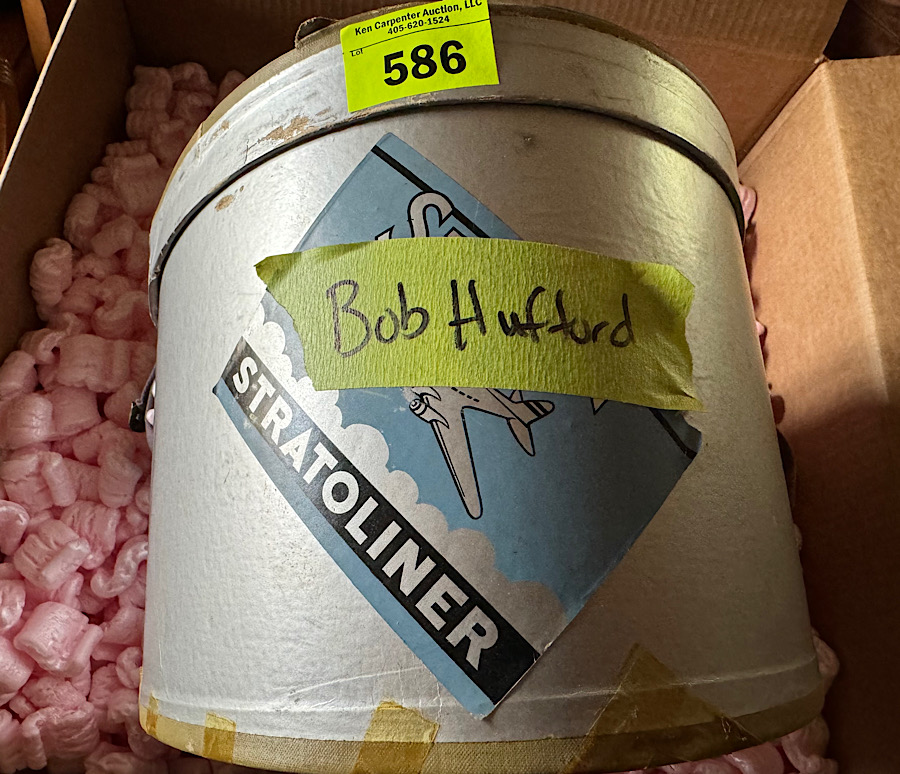 Ken Carpenter Auction, LLC
405-620-1524
Lot
586
Bob Hufford
STRATOLINER